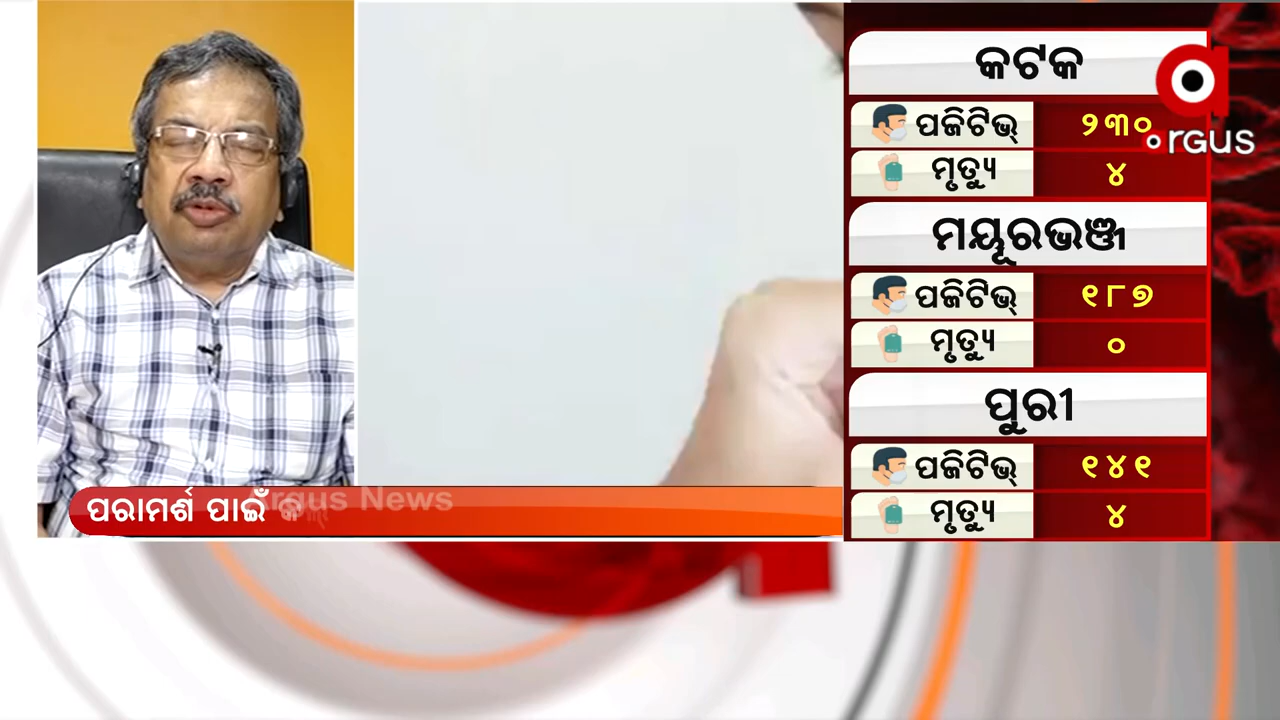 କଟକ
ପଜିଟିଭ୍ ୨୩୦
ମୃତ୍ୟୁ ୪
ମୟୂରଭଞ୍ଜ
ପଜିଟିଭ୍ ୧୮୭
ମୃତ୍ୟୁ ୦
ପୁରୀ
ପଜିଟିଭ୍ ୧୪୧
ମୃତ୍ୟୁ ୪
argus
Argus News
ପରାମର୍ଶ ପାଇଁ